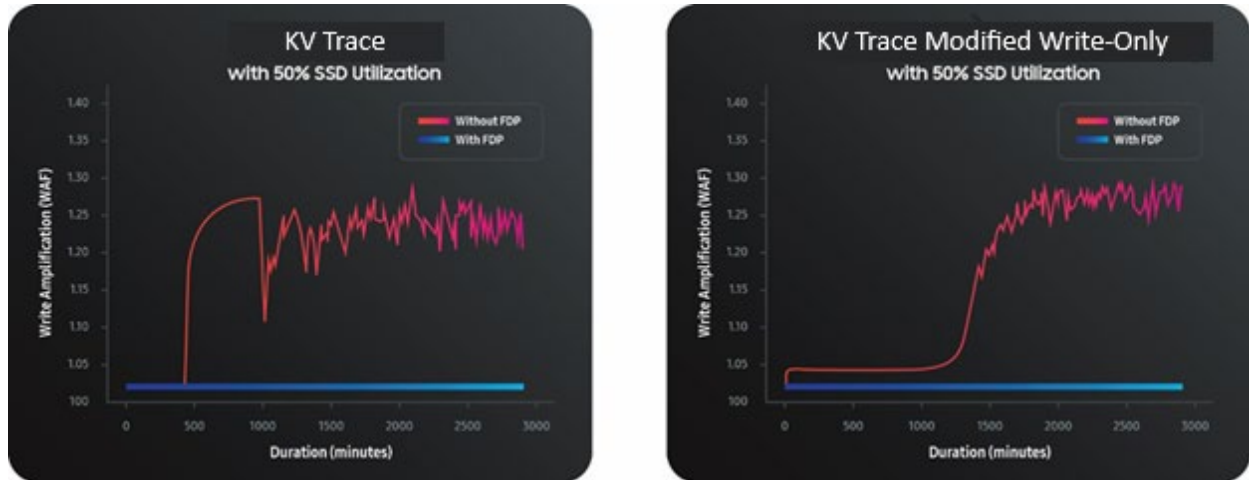 KV Trace
with 50% SSD Utilization
Write Amplification (WAF)
1.40
1.35
1.30
1.25
1.20
1.15
1.10
1.05
100
Without FDP
With FDP
0 500 1000 1500 2000 2500 3000
Duration (minutes)
KV Trace Modified Write-Only
with 50% SSD Utilization
Write Amplification (WAF)
1.40
1.35
1.30
1.25
1.20
1.15
1.10
1.05
100
Without FDP
With FDP
0 500 1000 1500 2000 2500 3000
Duration (minutes)